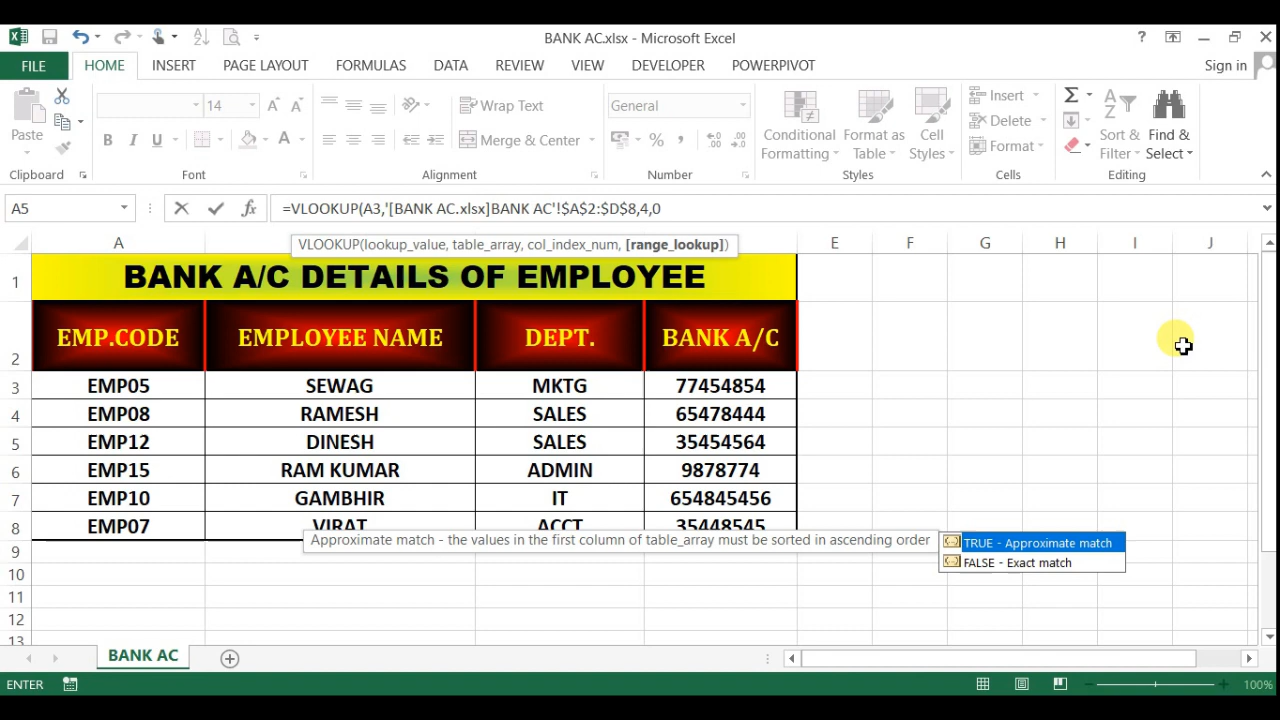 BANK AC.xlsx - Microsoft Excel
FILE HOME INSERT PAGE LAYOUT FORMULAS DATA REVIEW VIEW DEVELOPER POWERPIVOT Sign in
Paste
14
Wrap Text
General
Insert
Delete
Format
B I U
Merge & Center
Conditional Formatting
Format as Table
Cell Styles
Sort & Filter
Find & Select
Clipboard Font Alignment Number Styles Cells Editing
A5 =VLOOKUP(A3,'[BANK AC.xlsx]BANK AC'!$A$2:$D$8,4,0
VLOOKUP(lookup_value, table_array, col_index_num, [range_lookup])
A E F G H I J
1 BANK A/C DETAILS OF EMPLOYEE
2 EMP.CODE EMPLOYEE NAME DEPT. BANK A/C
3 EMP05 SEWAG MKTG 77454854
4 EMP08 RAMESH SALES 65478444
5 EMP12 DINESH SALES 35454564
6 EMP15 RAM KUMAR ADMIN 9878774
7 EMP10 GAMBHIR IT 654845456
8 EMP07 VIRAT ACCT 35448545
Approximate match - the values in the first column of table_array must be sorted in ascending order
TRUE - Approximate match
FALSE - Exact match
9
10
11
12
13
BANK AC
ENTER 100%